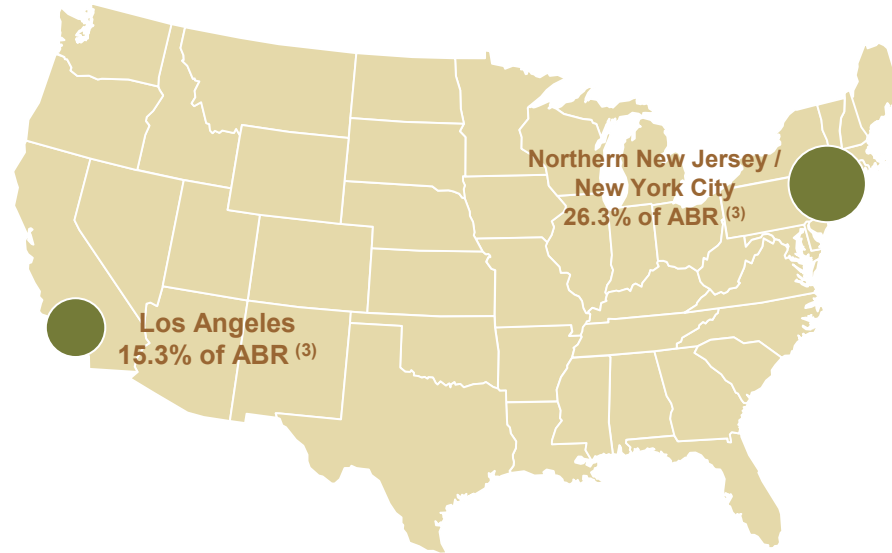 Northern New Jersey /
New York City
26.3% of ABR (3)
Los Angeles
15.3% of ABR (3)